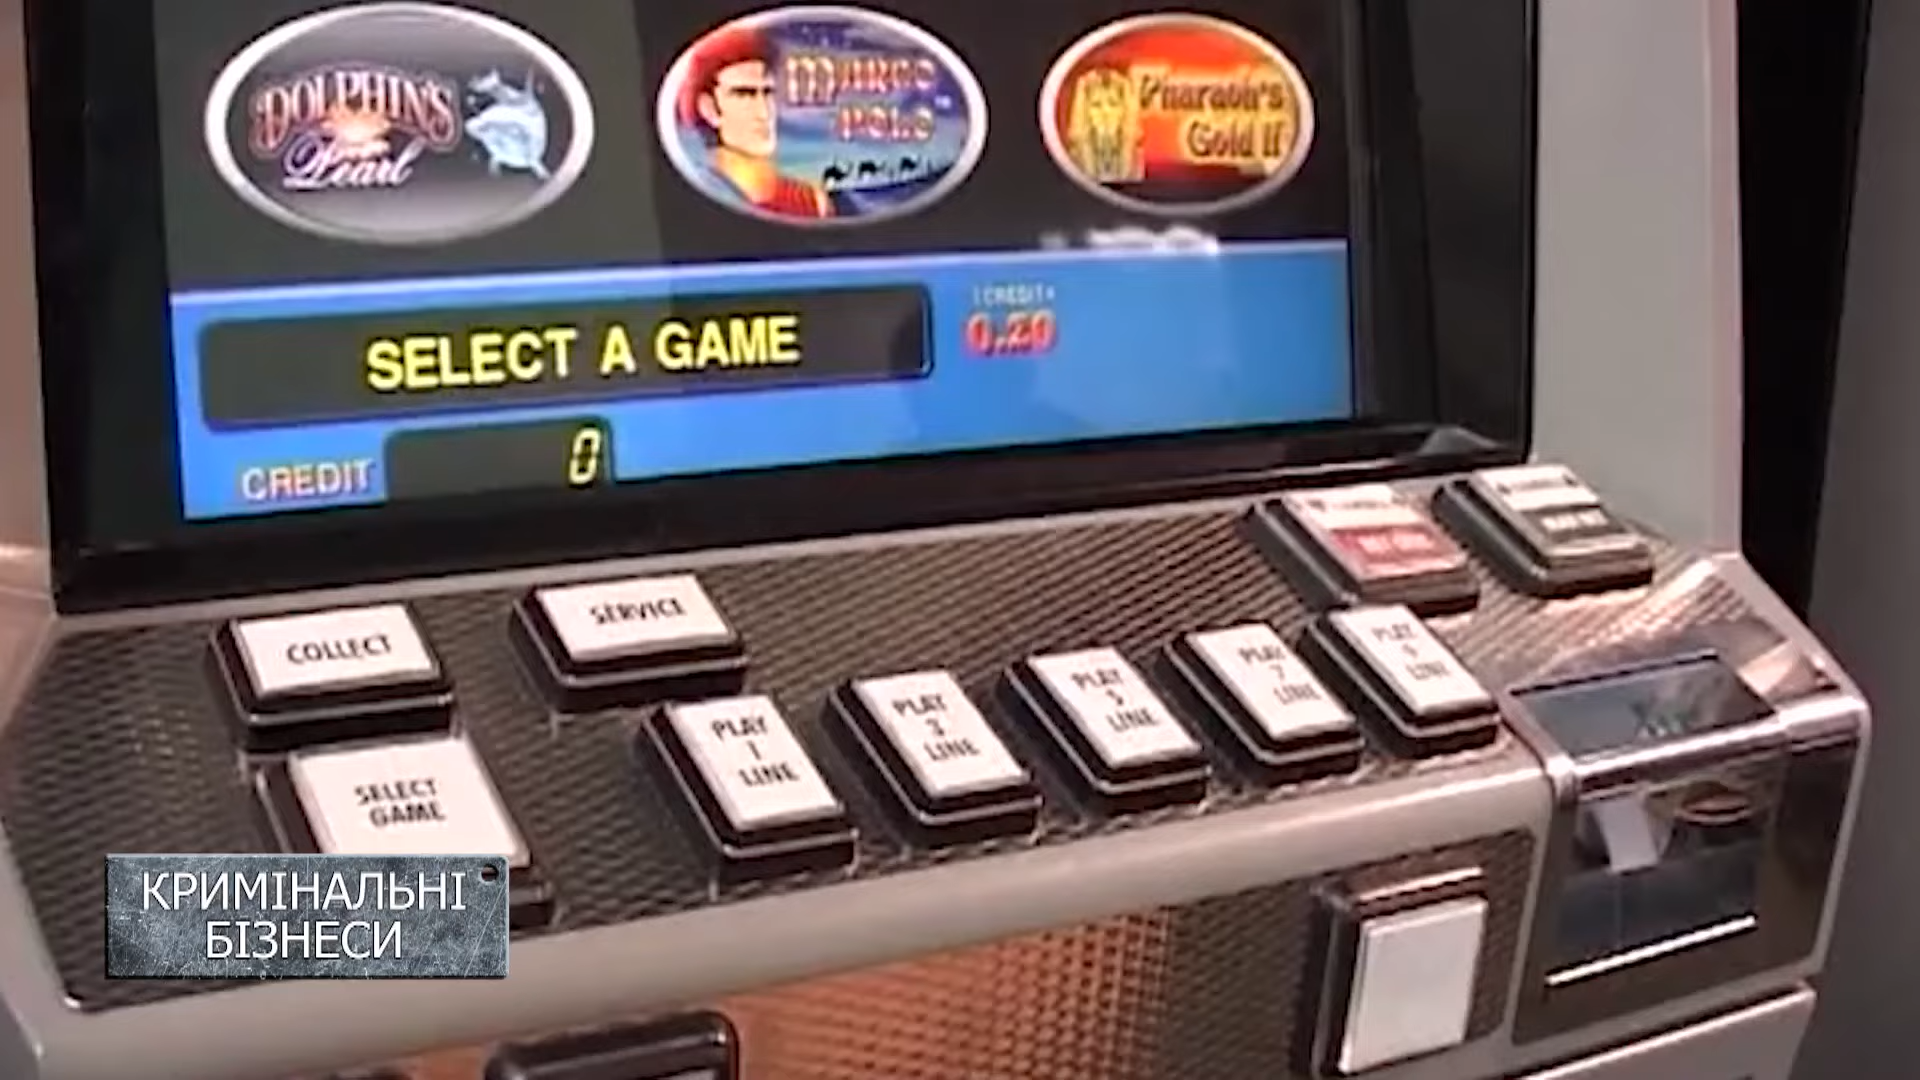 DOLPHIN'S
Pearl
MARCO
POLO
Pharaoh's
Gold II
SELECT A GAME
1 CREDIT=
0.20
CREDIT
0
COLLECT
SERVICE
SELECT
GAME
PLAY
1
LINE
PLAY
3
LINE
PLAY
5
LINE
PLAY
7
LINE
PLAY
9
LINE
КРИМІНАЛЬНІ
БІЗНЕСИ